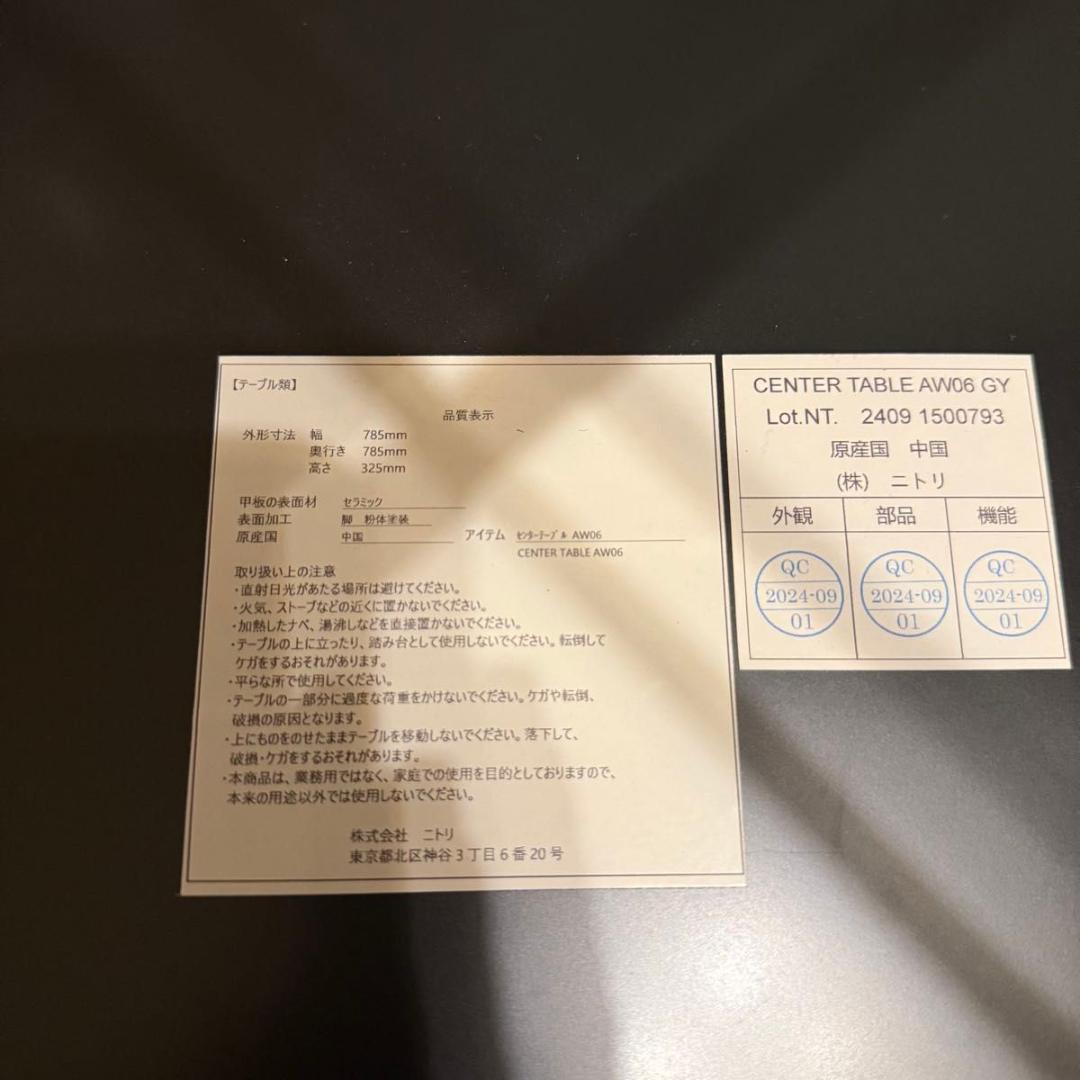 【テーブル類】
品質表示
外形寸法 幅 785mm
奥行き 785mm
高さ 325mm
甲板の表面材 セラミック
表面加工 脚 粉体塗装
原産国 中国 アイテム ｾﾝﾀｰﾃｰﾌﾞﾙ AW06
CENTER TABLE AW06
取り扱い上の注意
・直射日光があたる場所は避けてください。
・火気、ストーブなどの近くに置かないでください。
・加熱したナベ、湯沸しなどを直接置かないでください。
・テーブルの上に立ったり、踏み台として使用しないでください。転倒して
ケガをするおそれがあります。
・平らな所で使用してください。
・テーブルの一部分に過度な荷重をかけないでください。ケガや転倒、
破損の原因となります。
・上にものをのせたままテーブルを移動しないでください。落下して、
破損・ケガをするおそれがあります。
・本商品は、業務用ではなく、家庭での使用を目的としておりますので、
本来の用途以外では使用しないでください。
株式会社 ニトリ
東京都北区神谷3丁目6番20号
CENTER TABLE AW06 GY
Lot.NT. 2409 1500793
原産国 中国
(株) ニトリ
外観 部品 機能
QC QC QC
2024-09 2024-09 2024-09
01 01 01